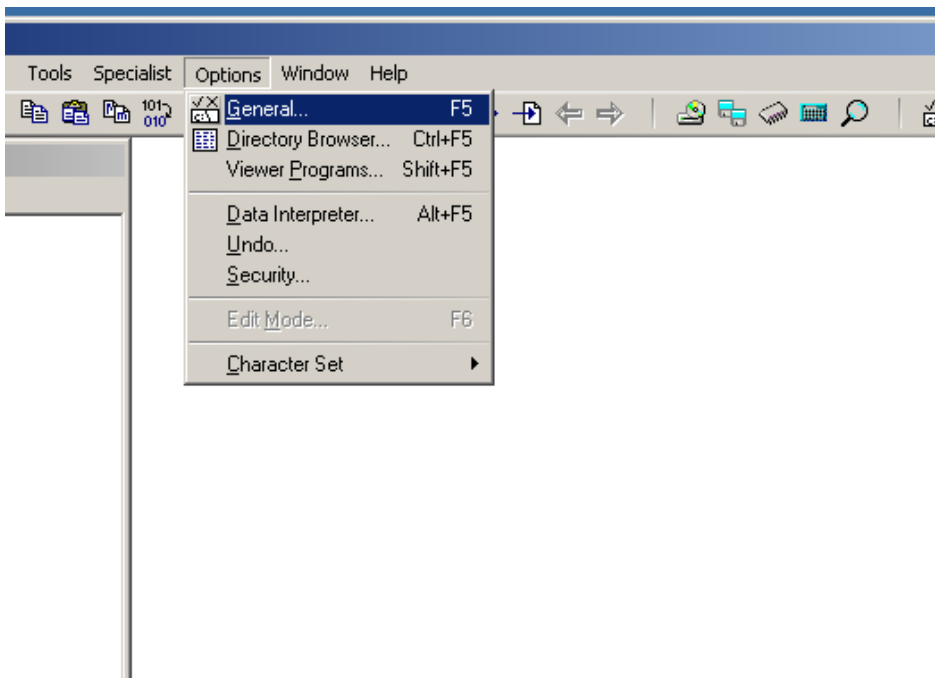 Tools Specialist Options Window Help
101 010
General... F5
Directory Browser... Ctrl+F5
Viewer Programs... Shift+F5
Data Interpreter... Alt+F5
Undo...
Security...
Edit Mode... F6
Character Set